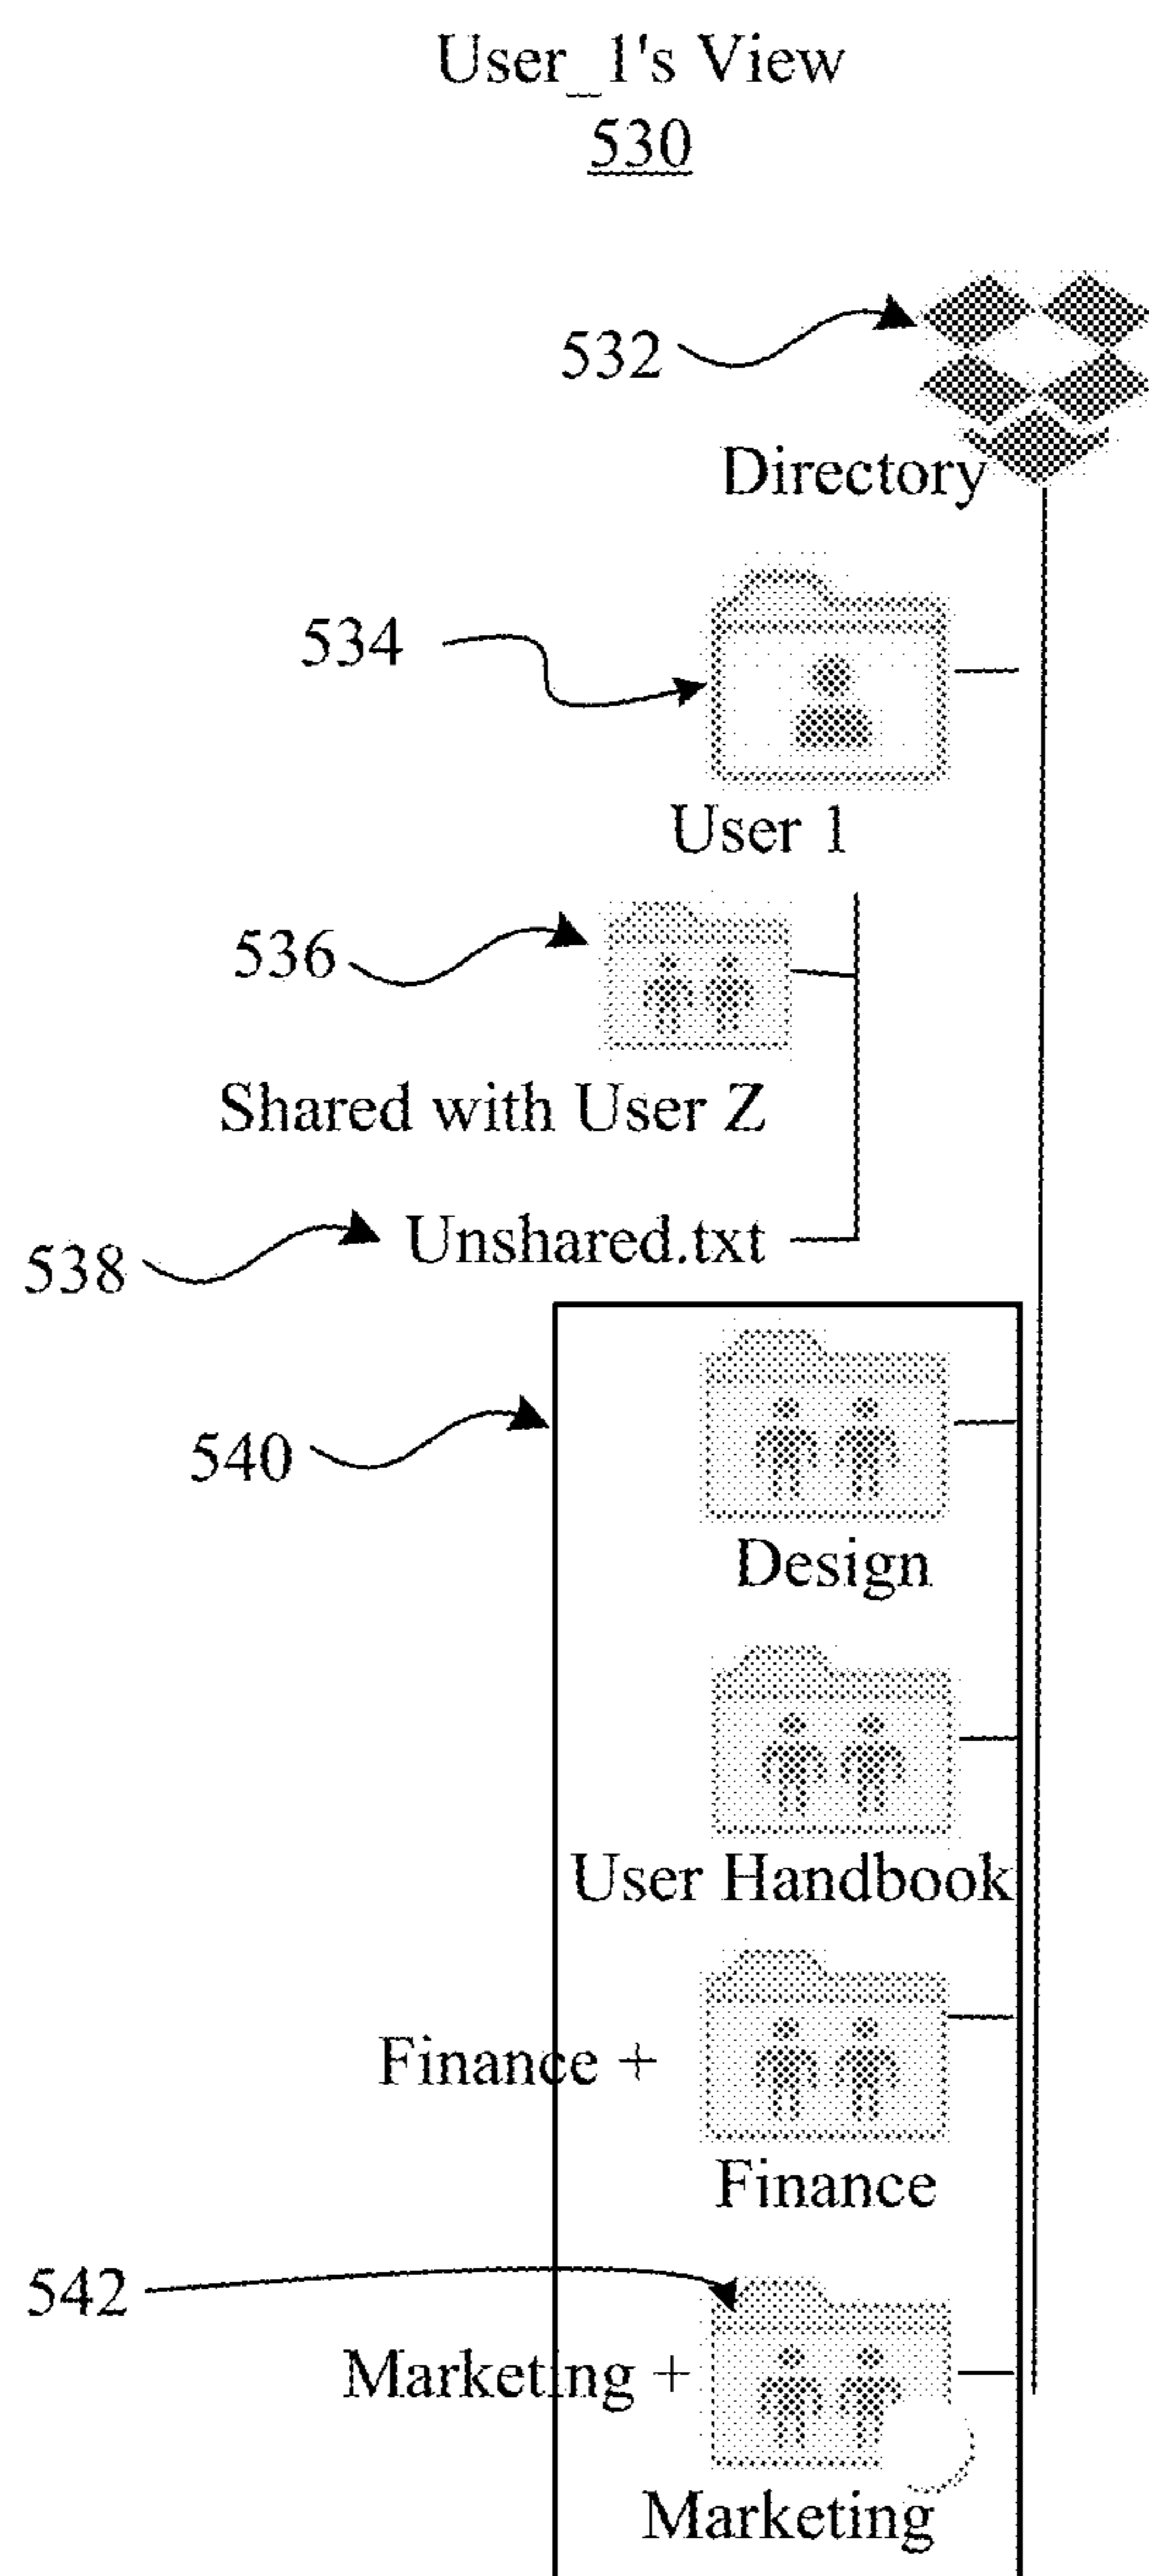 User_1's View
530
532
Directory
534
User 1
536
Shared with User Z
538
Unshared.txt
540
Design
User Handbook
Finance +
Finance
542
Marketing +
Marketing